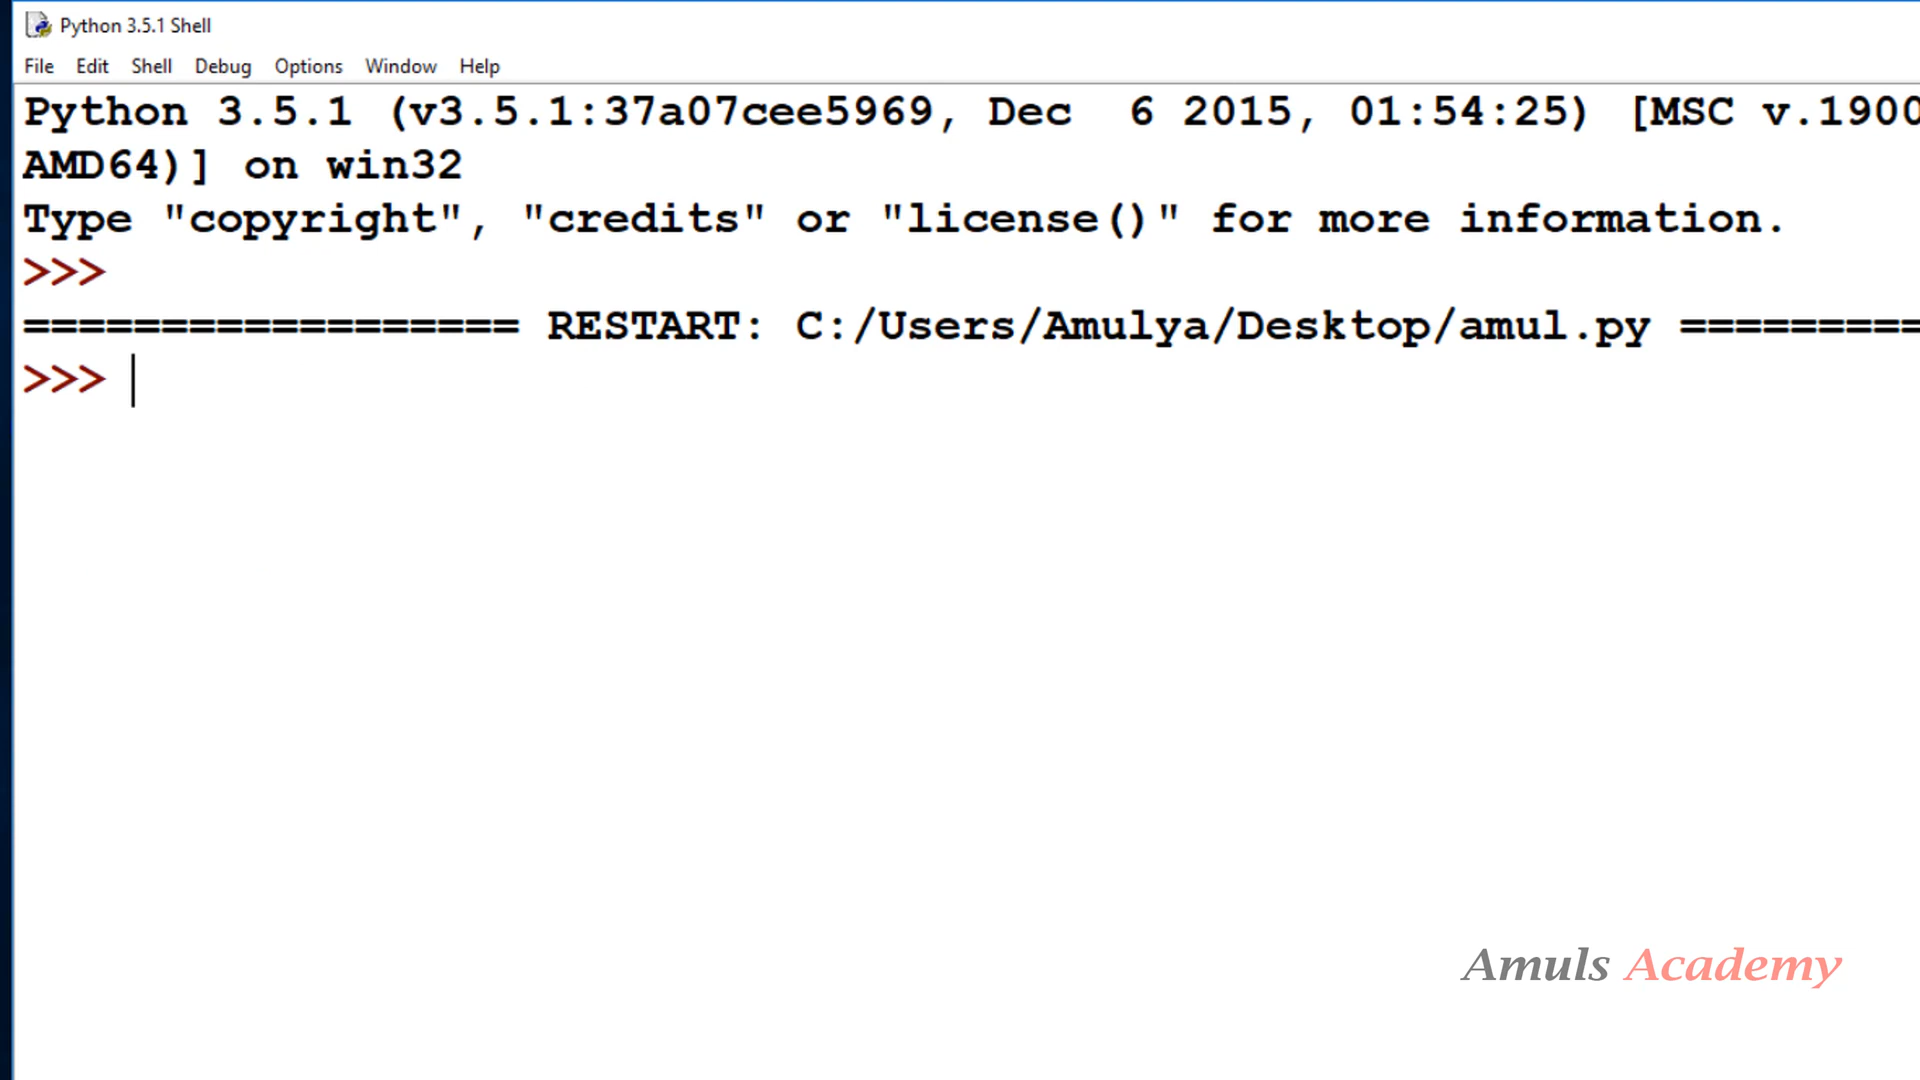 Python 3.5.1 Shell
File Edit Shell Debug Options Window Help
Python 3.5.1 (v3.5.1:37a07cee5969, Dec  6 2015, 01:54:25) [MSC v.1900
AMD64)] on win32
Type "copyright", "credits" or "license()" for more information.
>>>
================== RESTART: C:/Users/Amulya/Desktop/amul.py =========
>>>
Amuls Academy